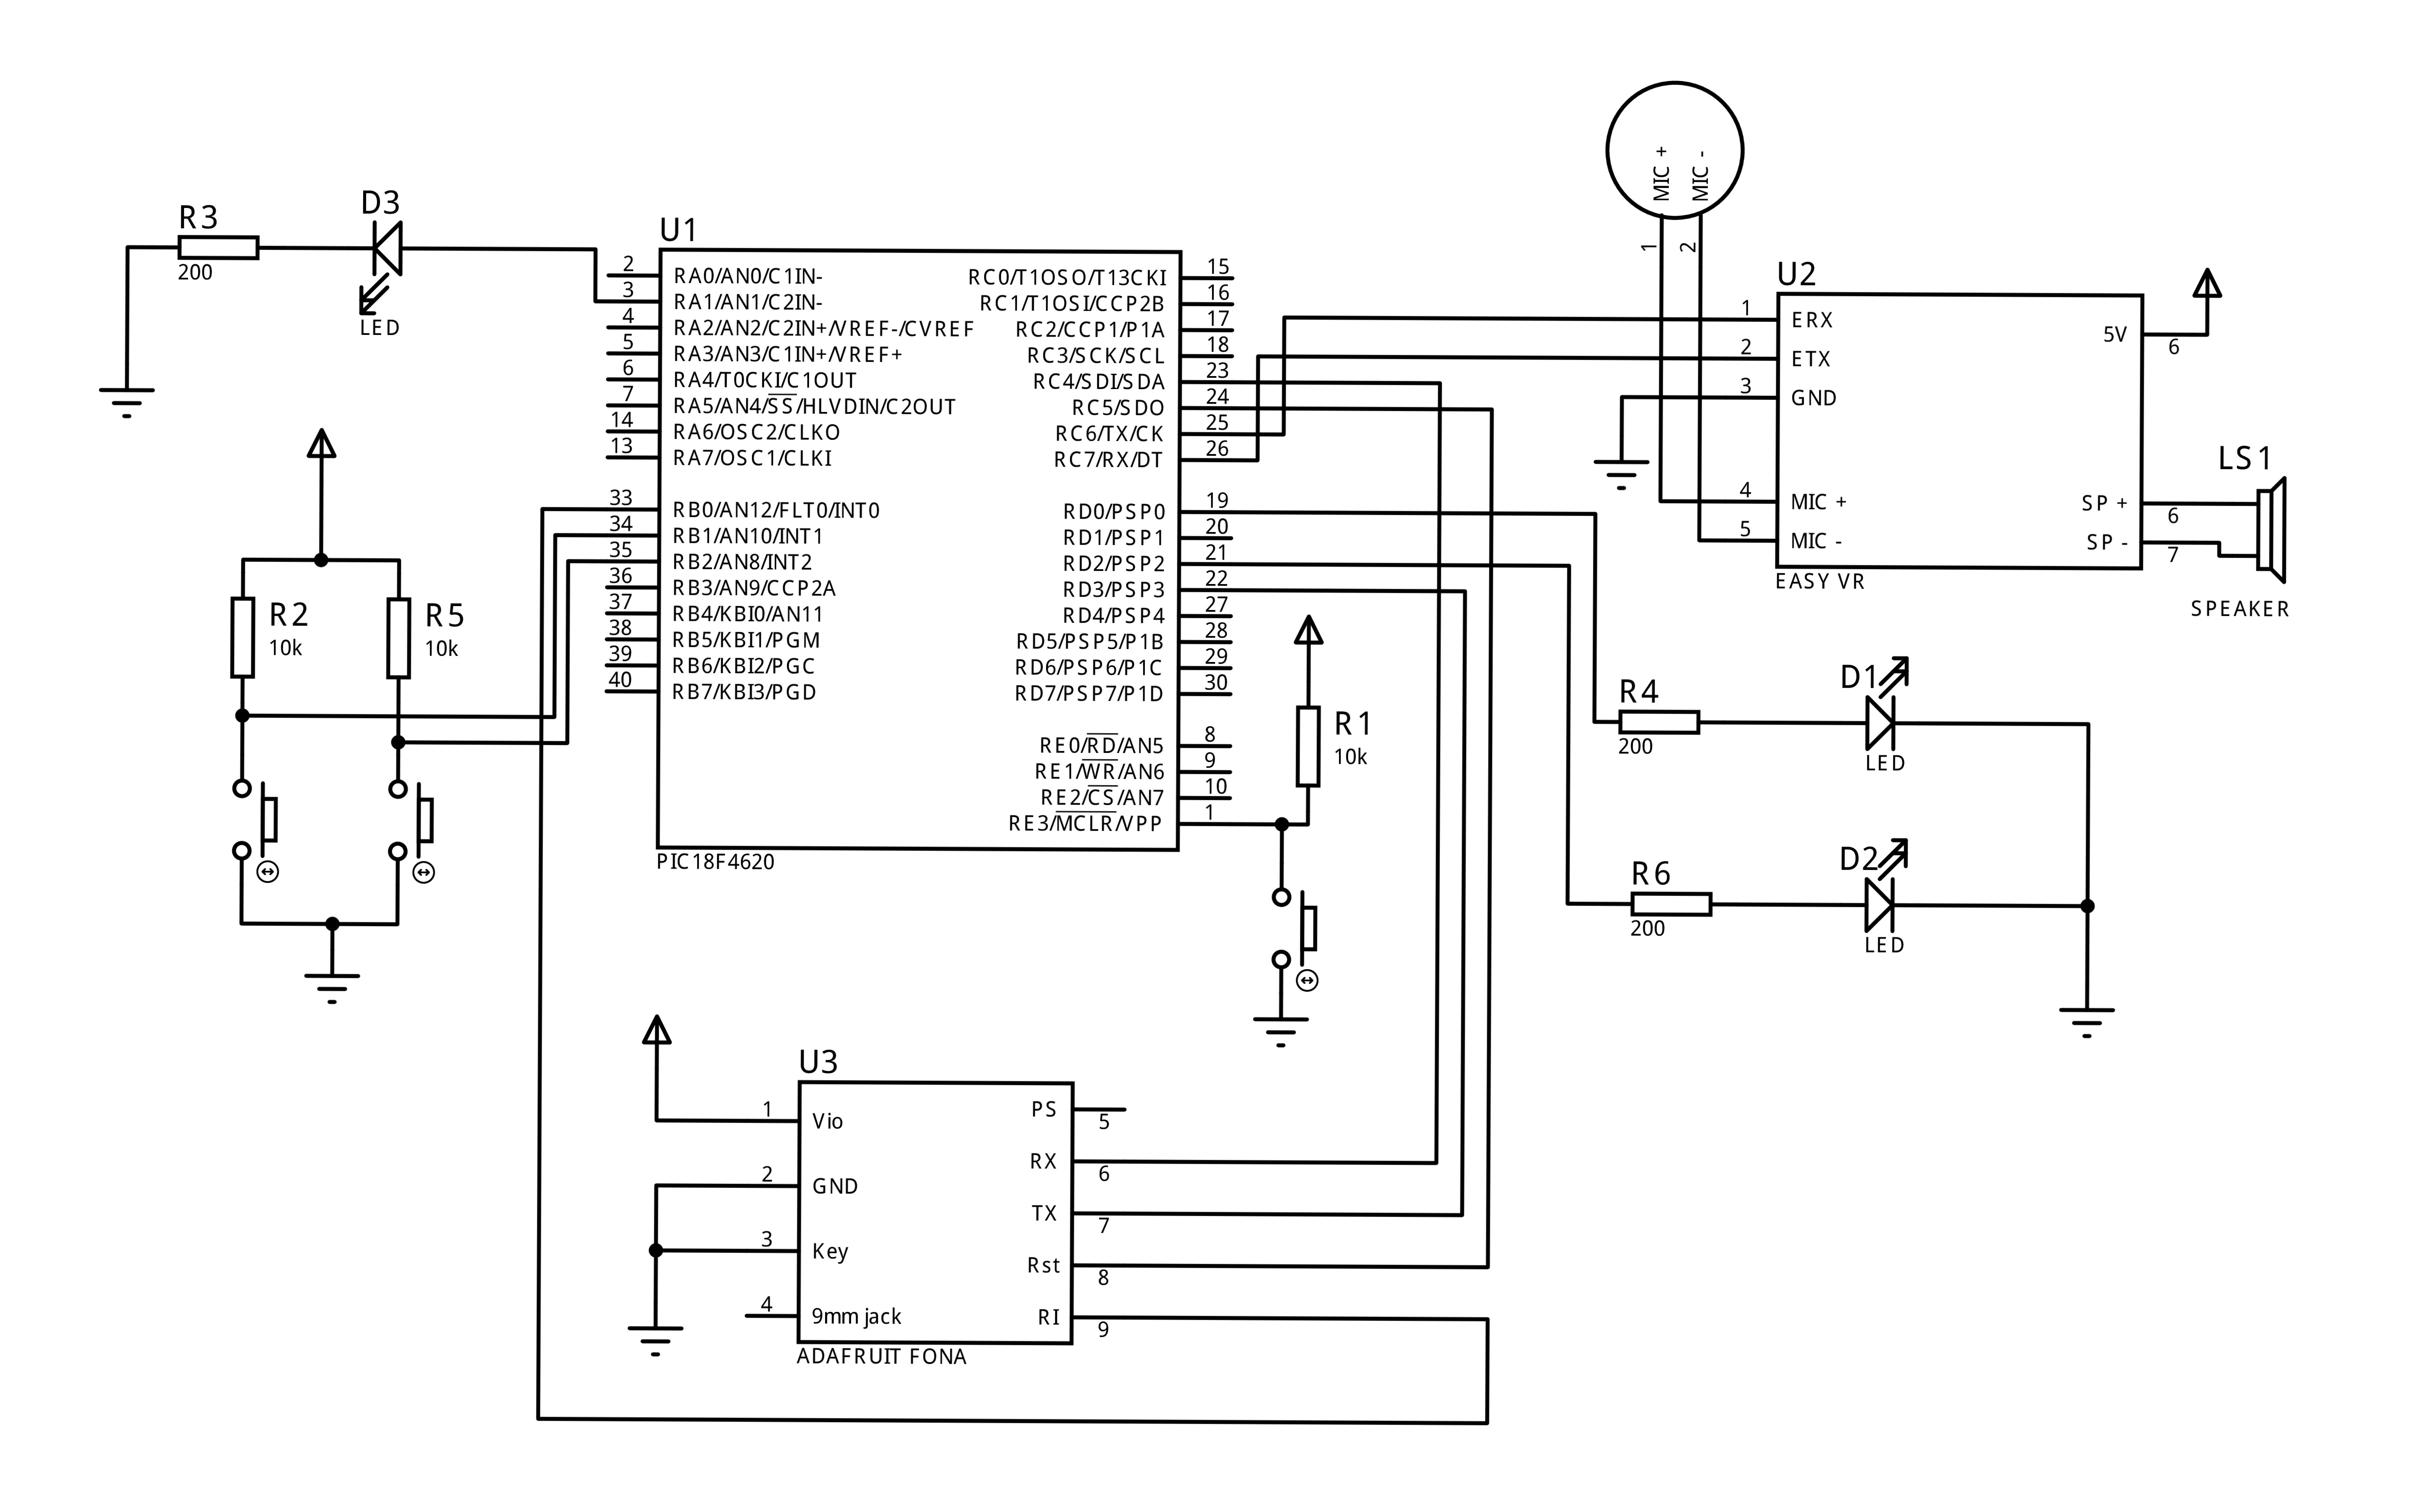 R3
200
D3
LED
U1
2
RA0/AN0/C1IN-
3
RA1/AN1/C2IN-
4
RA2/AN2/C2IN+/VREF-/CVREF
5
RA3/AN3/C1IN+/VREF+
6
RA4/T0CKI/C1OUT
7
RA5/AN4/SS/HLVDIN/C2OUT
14
RA6/OSC2/CLKO
13
RA7/OSC1/CLKI
33
RB0/AN12/FLT0/INT0
34
RB1/AN10/INT1
35
RB2/AN8/INT2
36
RB3/AN9/CCP2A
37
RB4/KBI0/AN11
38
RB5/KBI1/PGM
39
RB6/KBI2/PGC
40
RB7/KBI3/PGD
RC0/T1OSO/T13CKI
15
RC1/T1OSI/CCP2B
16
RC2/CCP1/P1A
17
RC3/SCK/SCL
18
RC4/SDI/SDA
23
RC5/SDO
24
RC6/TX/CK
25
RC7/RX/DT
26
RD0/PSP0
19
RD1/PSP1
20
RD2/PSP2
21
RD3/PSP3
22
RD4/PSP4
27
RD5/PSP5/P1B
28
RD6/PSP6/P1C
29
RD7/PSP7/P1D
30
RE0/RD/AN5
8
RE1/WR/AN6
9
RE2/CS/AN7
10
RE3/MCLR/VPP
1
PIC18F4620
R2
10k
R5
10k
R1
10k
MIC +
MIC -
1
2
U2
1
ERX
2
ETX
3
GND
4
MIC +
5
MIC -
5V
6
SP +
6
SP -
7
EASY VR
LS1
SPEAKER
R4
200
D1
LED
R6
200
D2
LED
U3
1
Vio
2
GND
3
Key
4
9mm jack
PS
5
RX
6
TX
7
Rst
8
RI
9
ADAFRUIT FONA